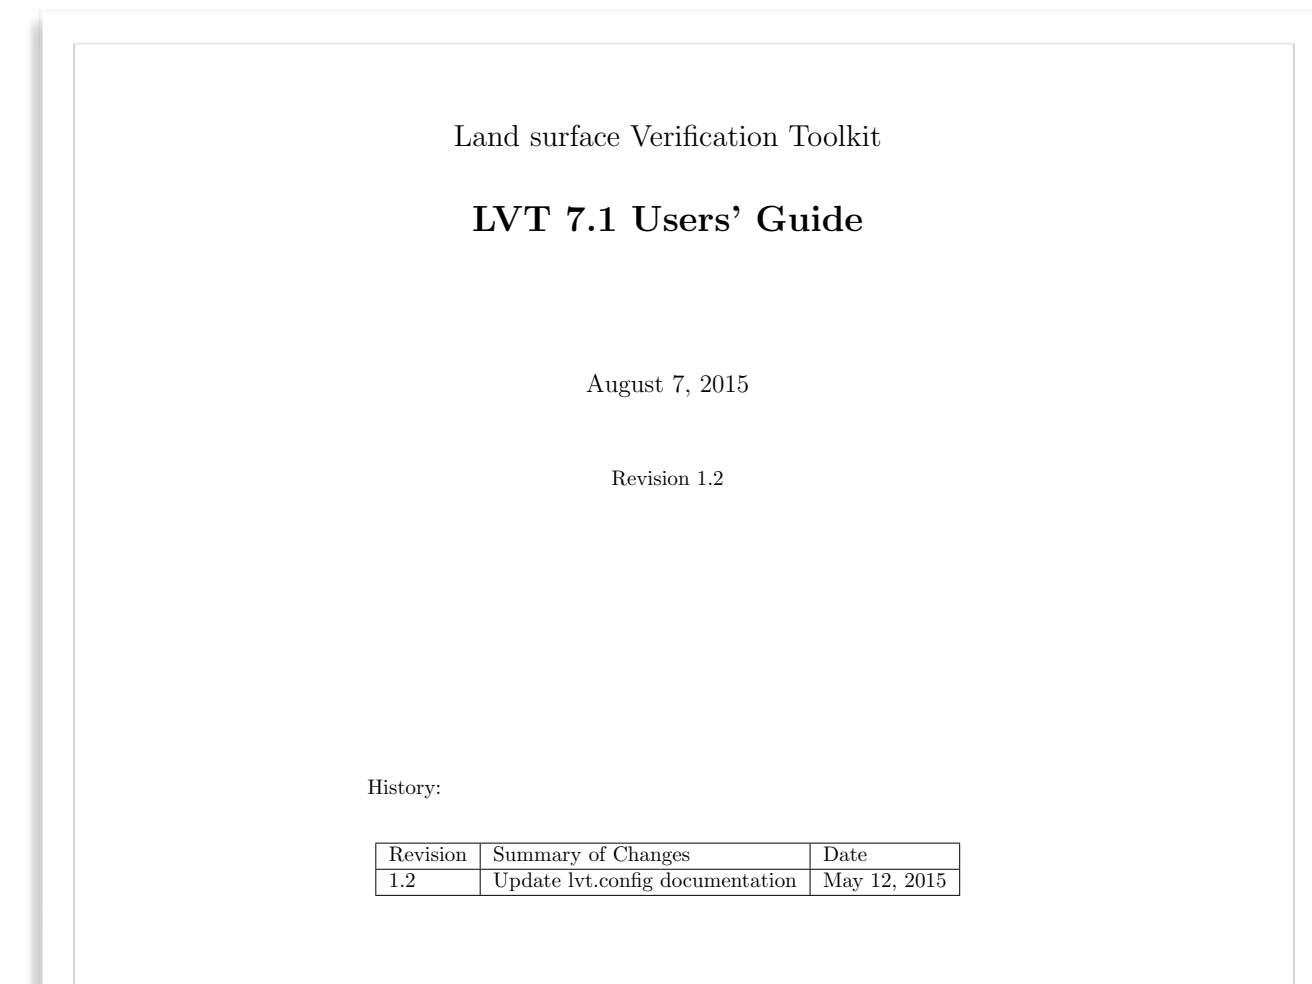 Land surface Verification Toolkit
LVT 7.1 Users' Guide
August 7, 2015
Revision 1.2
History:
Revision Summary of Changes Date
1.2 Update lvt.config documentation May 12, 2015